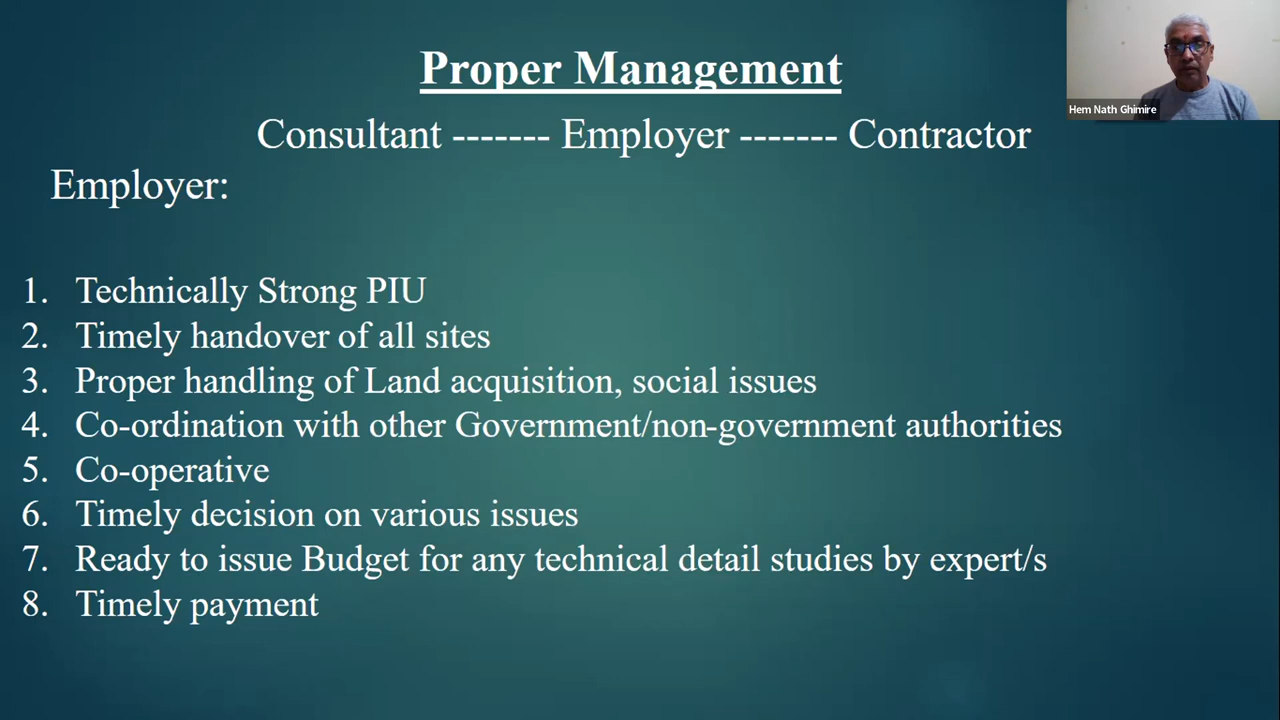 Proper Management
Hem Nath Ghimire
Consultant ------- Employer ------- Contractor
Employer:
1. Technically Strong PIU
2. Timely handover of all sites
3. Proper handling of Land acquisition, social issues
4. Co-ordination with other Government/non-government authorities
5. Co-operative
6. Timely decision on various issues
7. Ready to issue Budget for any technical detail studies by expert/s
8. Timely payment